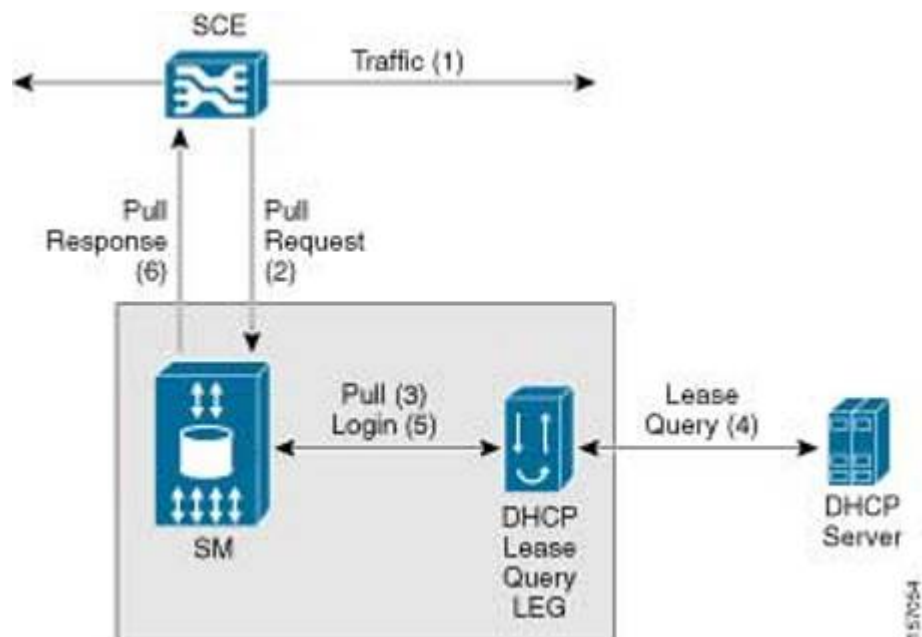 SCE
Traffic (1)
Pull
Response
(6)
Pull
Request
(2)
Pull (3)
Login (5)
Lease
Query (4)
SM
DHCP
Lease
Query
LEG
DHCP
Server
57054